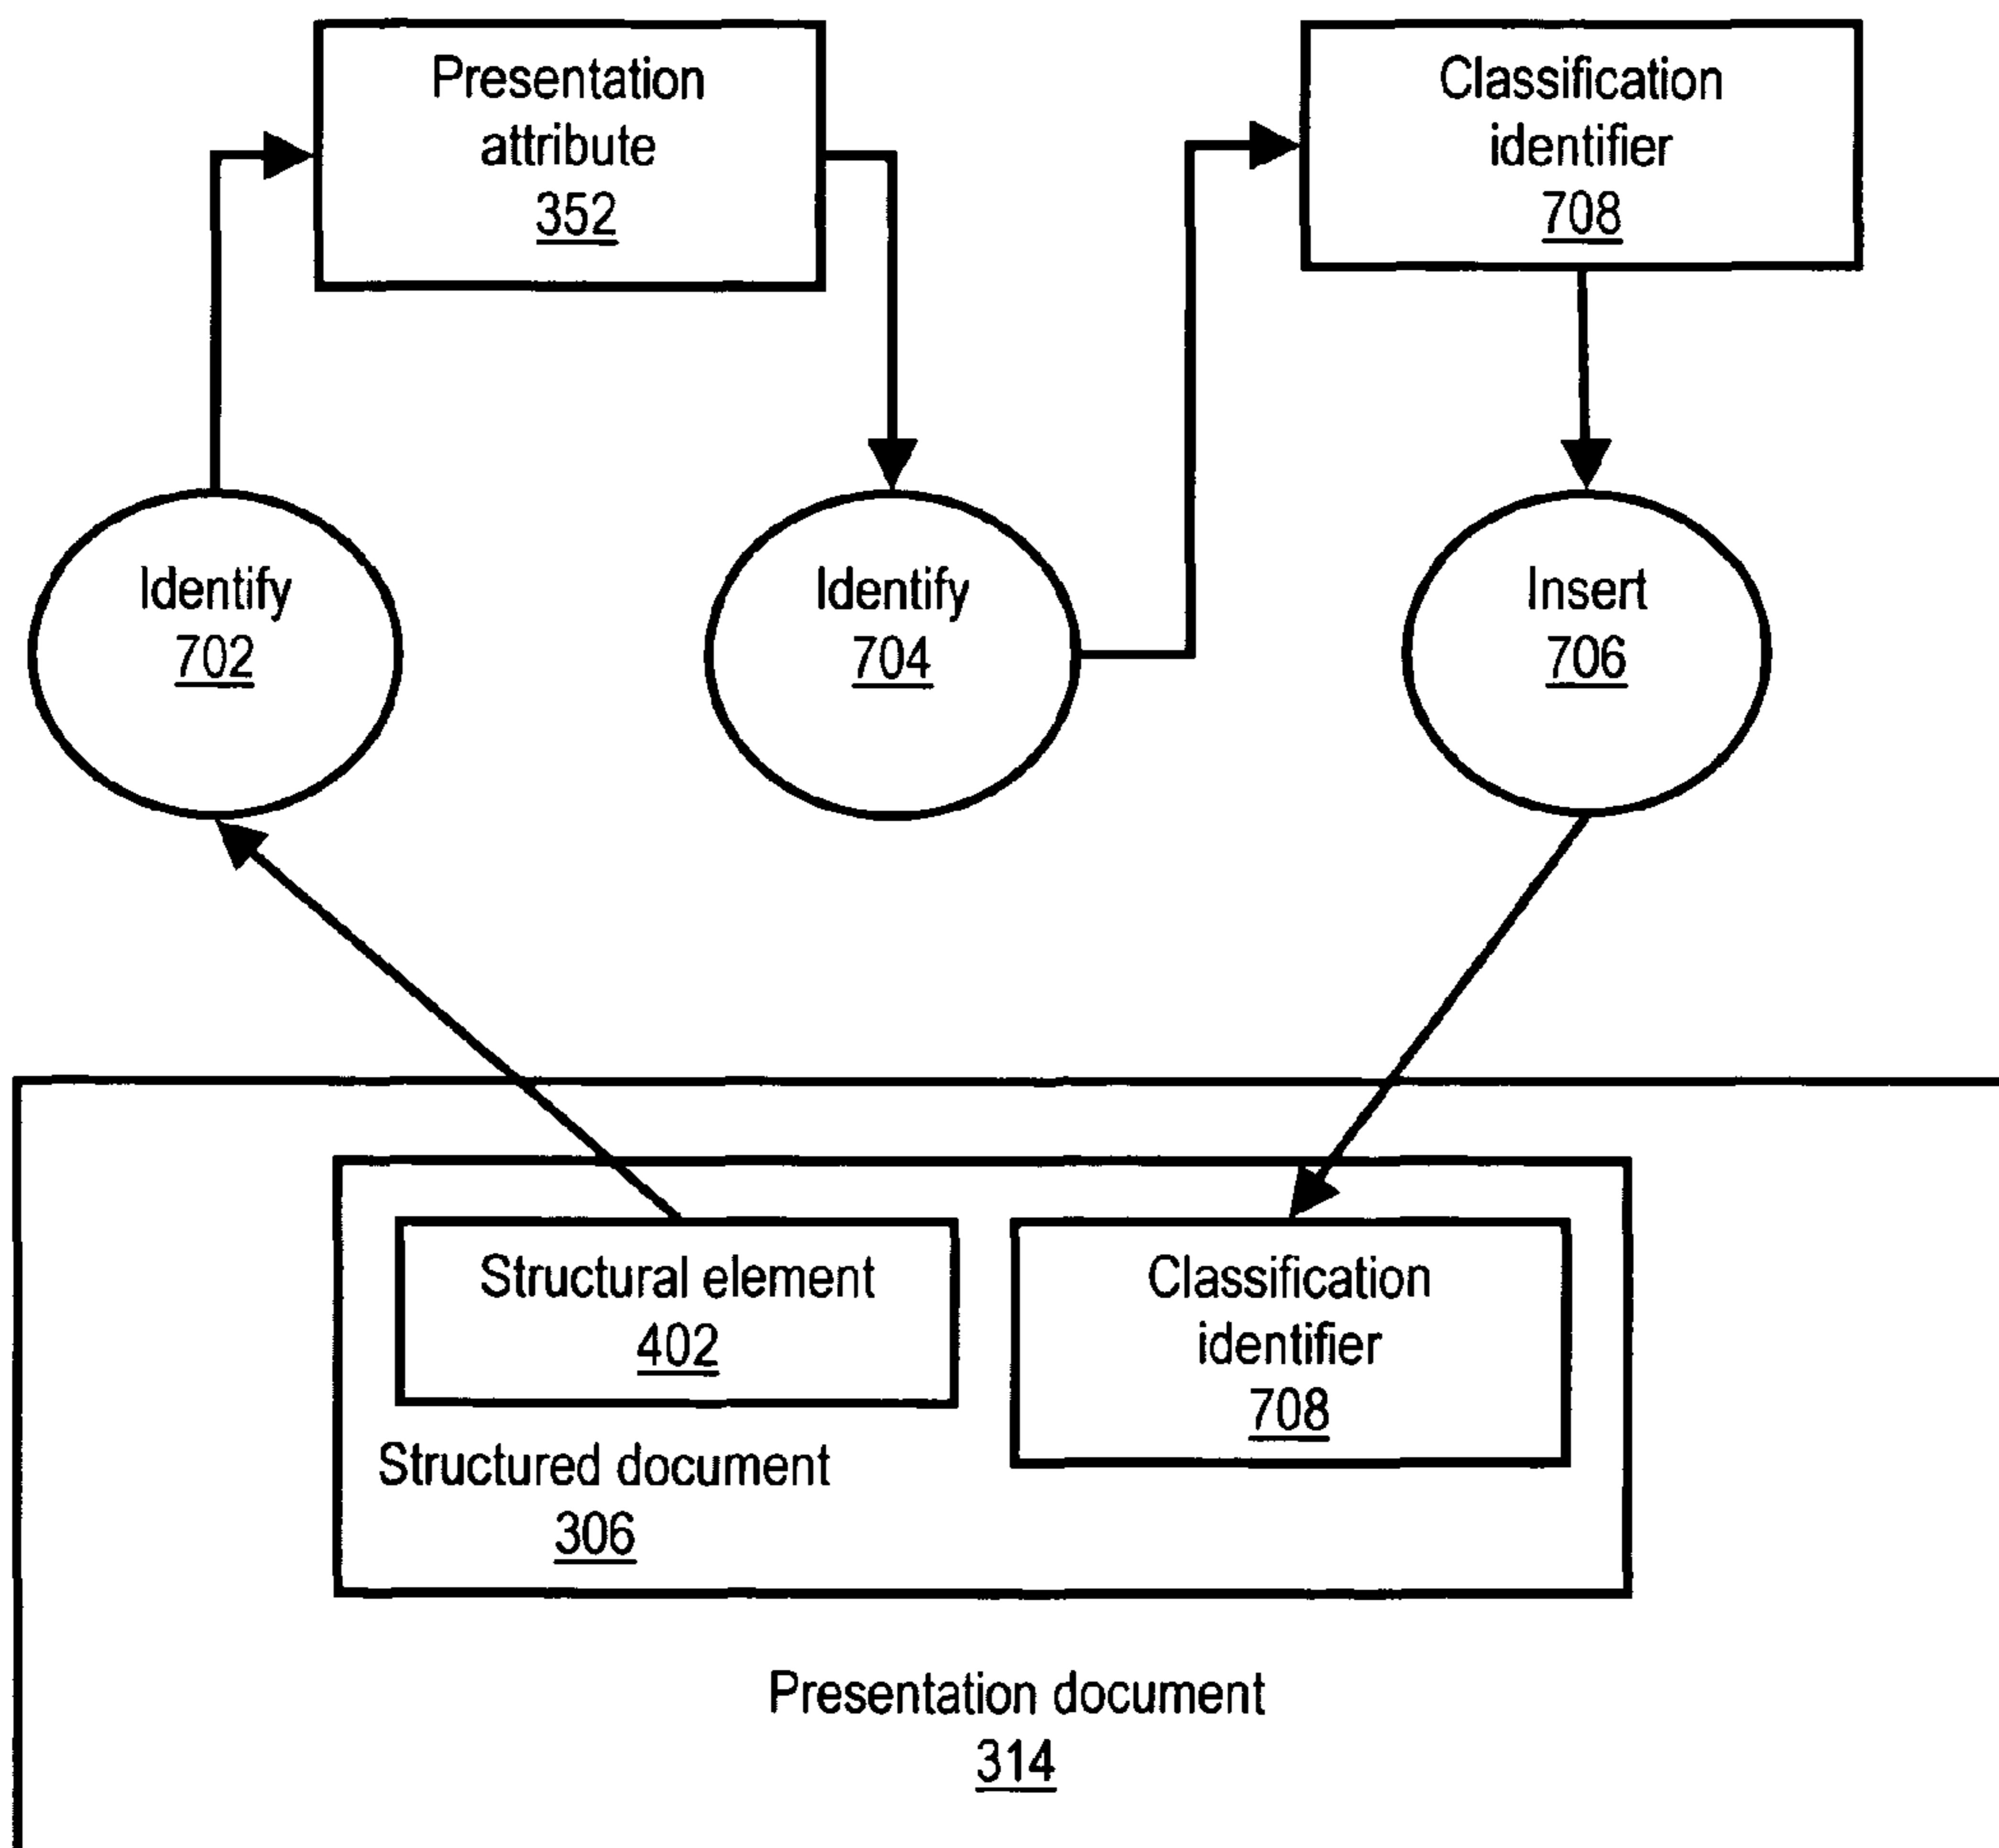 Presentation
attribute
352
Classification
identifier
708
Identify
702
Identify
704
Insert
706
Structural element
402
Classification
identifier
708
Structured document
306
Presentation document
314